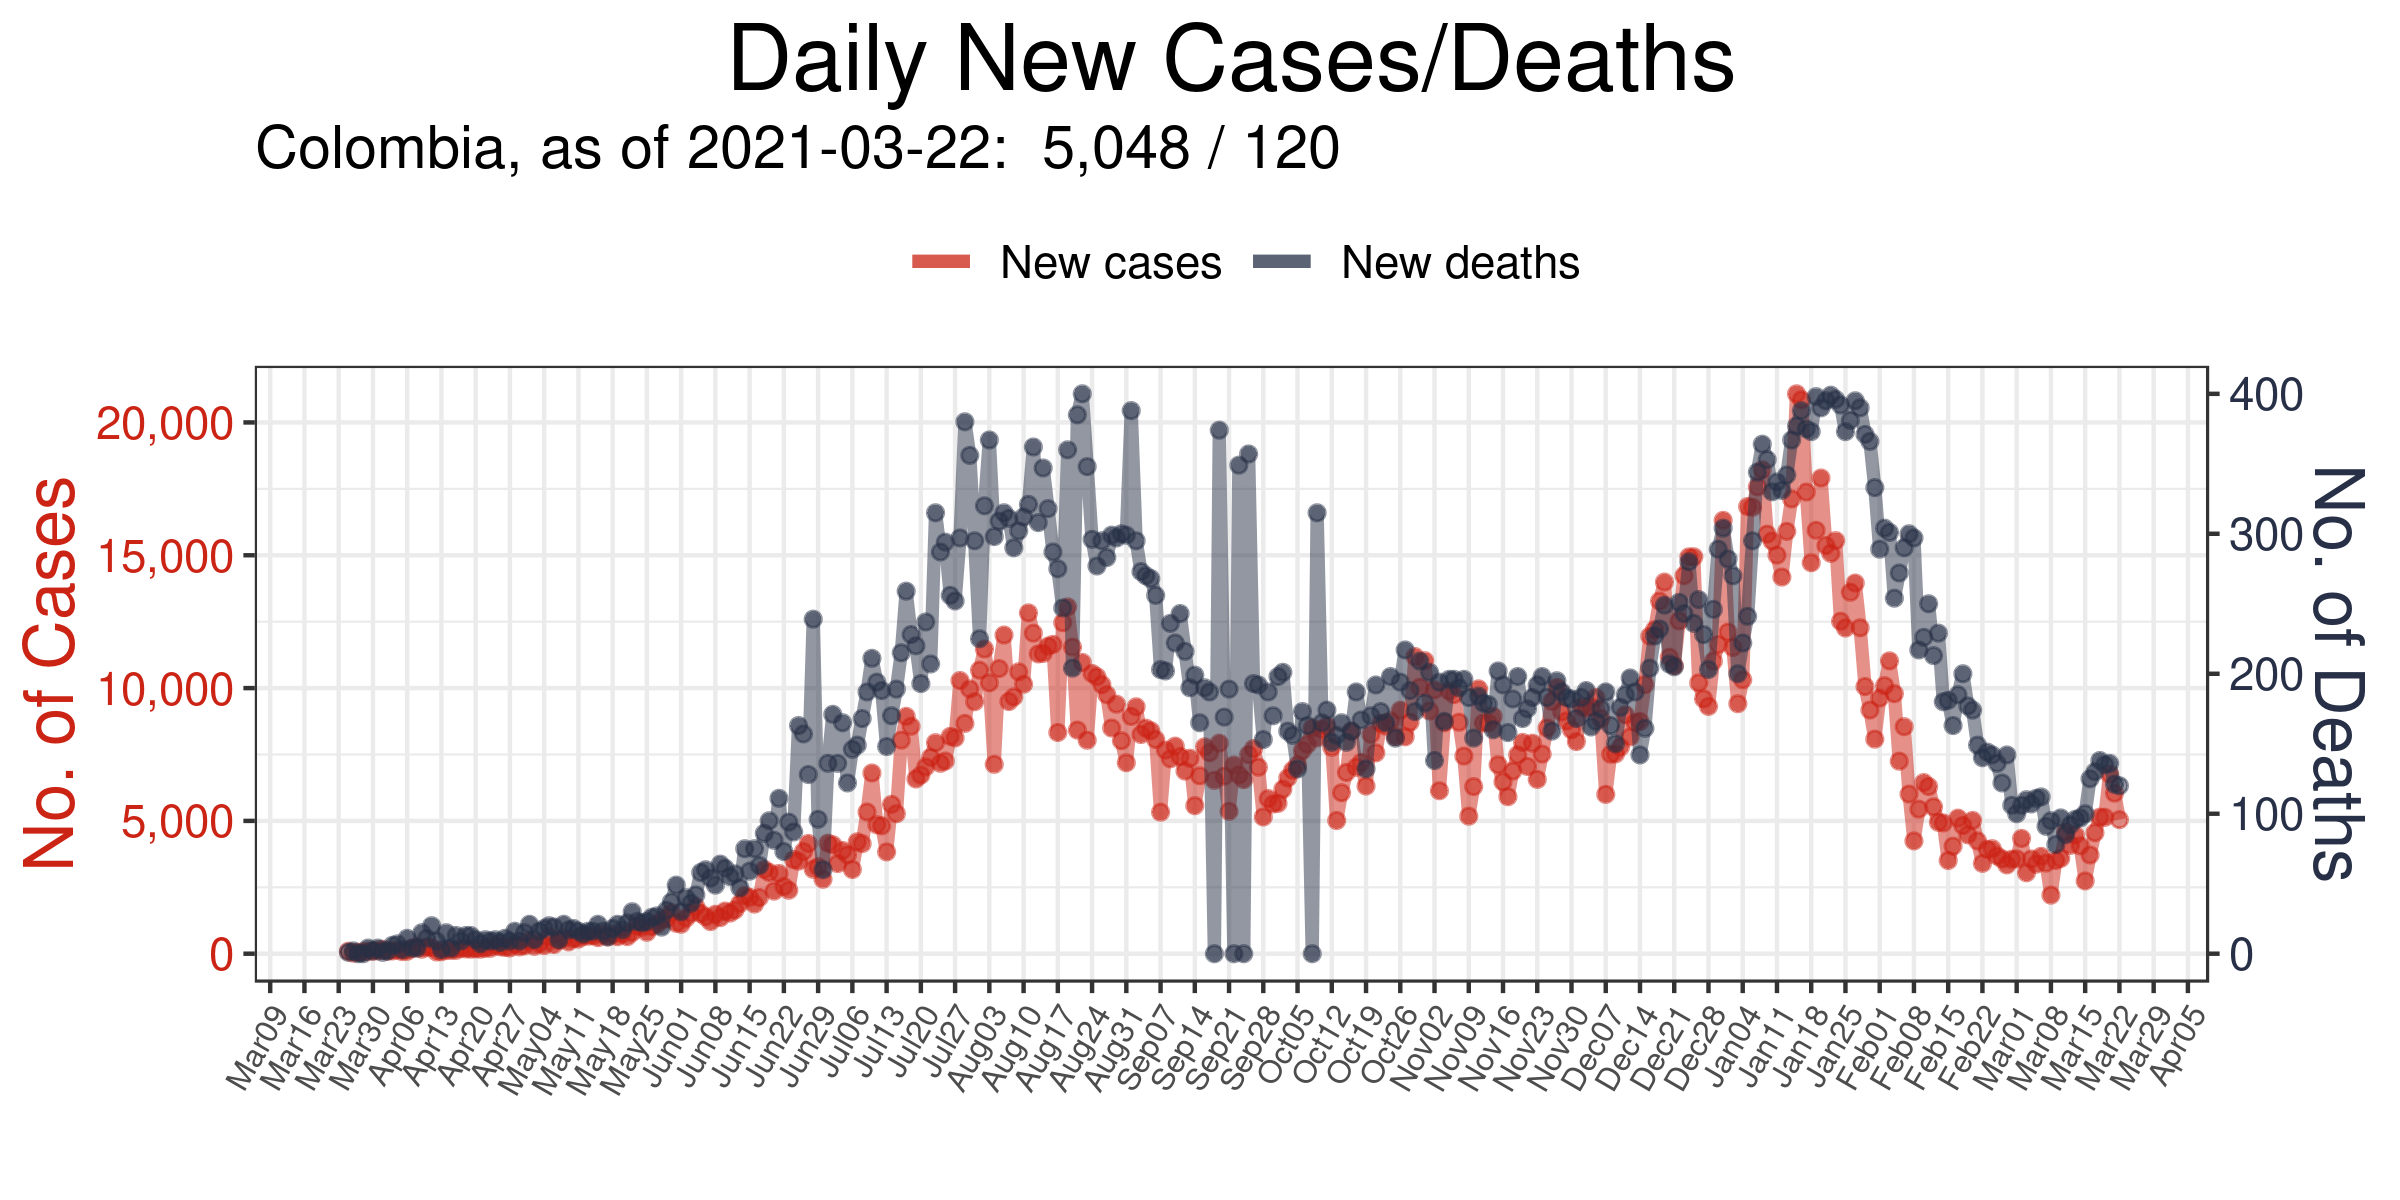 Daily New Cases/Deaths
Colombia, as of 2021-03-22:  5,048 / 120
New cases
New deaths
No. of Cases
20,000
15,000
10,000
5,000
0
400
300
200
100
0
No. of Deaths
Mar09
Mar16
Mar23
Mar30
Apr06
Apr13
Apr20
Apr27
May04
May11
May18
May25
Jun01
Jun08
Jun15
Jun22
Jun29
Jul06
Jul13
Jul20
Jul27
Aug03
Aug10
Aug17
Aug24
Aug31
Sep07
Sep14
Sep21
Sep28
Oct05
Oct12
Oct19
Oct26
Nov02
Nov09
Nov16
Nov23
Nov30
Dec07
Dec14
Dec21
Dec28
Jan04
Jan11
Jan18
Jan25
Feb01
Feb08
Feb15
Feb22
Mar01
Mar08
Mar15
Mar22
Mar29
Apr05